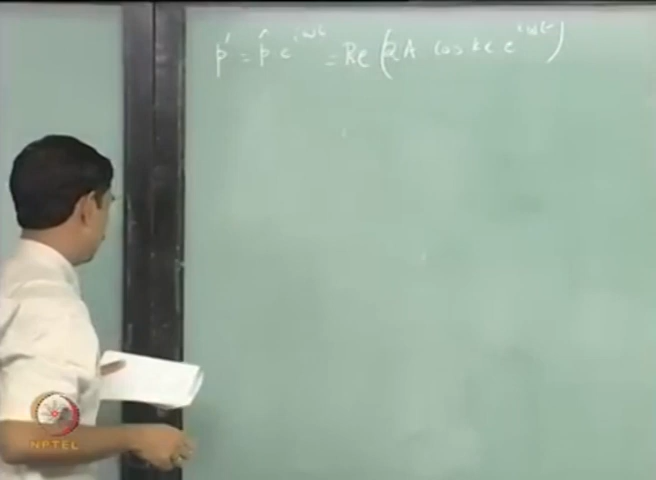 p' = p̂ e^{iωt} = Re (2A cos kx e^{iωt})
NPTEL